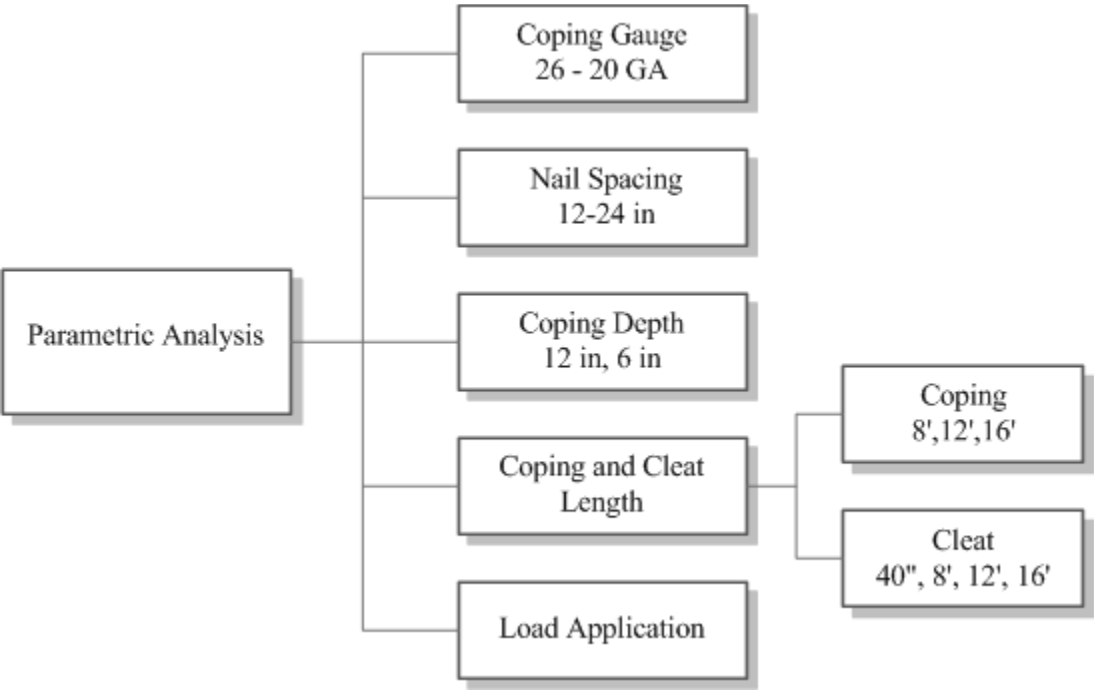 Coping Gauge
26 - 20 GA
Nail Spacing
12-24 in
Parametric Analysis
Coping Depth
12 in, 6 in
Coping and Cleat
Length
Coping
8',12',16'
Cleat
40", 8', 12', 16'
Load Application